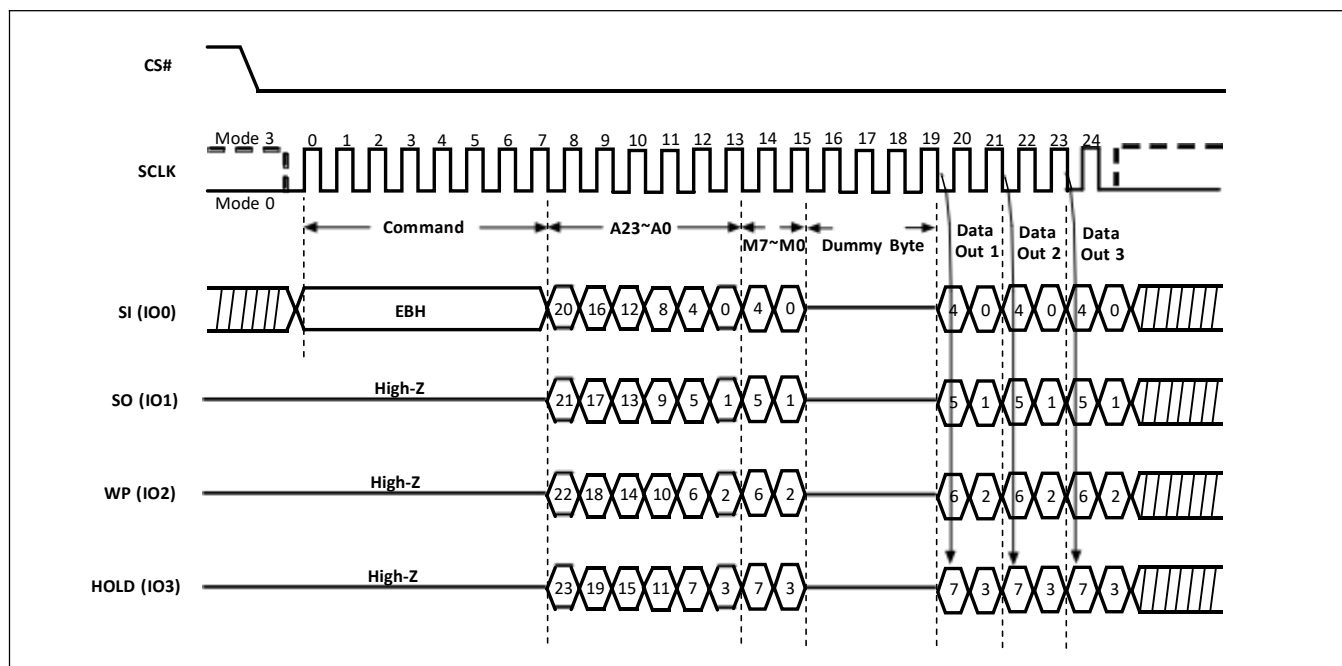 CS#
Mode 3
0 1 2 3 4 5 6 7 8 9 10 11 12 13 14 15 16 17 18 19 20 21 22 23 24
SCLK
Mode 0
Command A23~A0 M7~M0 Dummy Byte Data Out 1 Data Out 2 Data Out 3
SI (IO0) EBH 20 16 12 8 4 0 4 0 4 0 4 0 4 0
High-Z
SO (IO1) 21 17 13 9 5 1 5 1 5 1 5 1 5 1
High-Z
WP (IO2) 22 18 14 10 6 2 6 2 6 2 6 2 6 2
High-Z
HOLD (IO3) 23 19 15 11 7 3 7 3 7 3 7 3 7 3